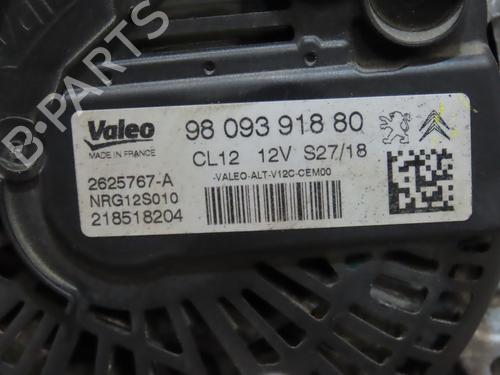 B-PARTS
Valeo
MADE IN FRANCE
98 093 918 80
CL12 12V S27/18
-VALEO-ALT-V12C-CEM00
2625767-A
NRG12S010
218518204